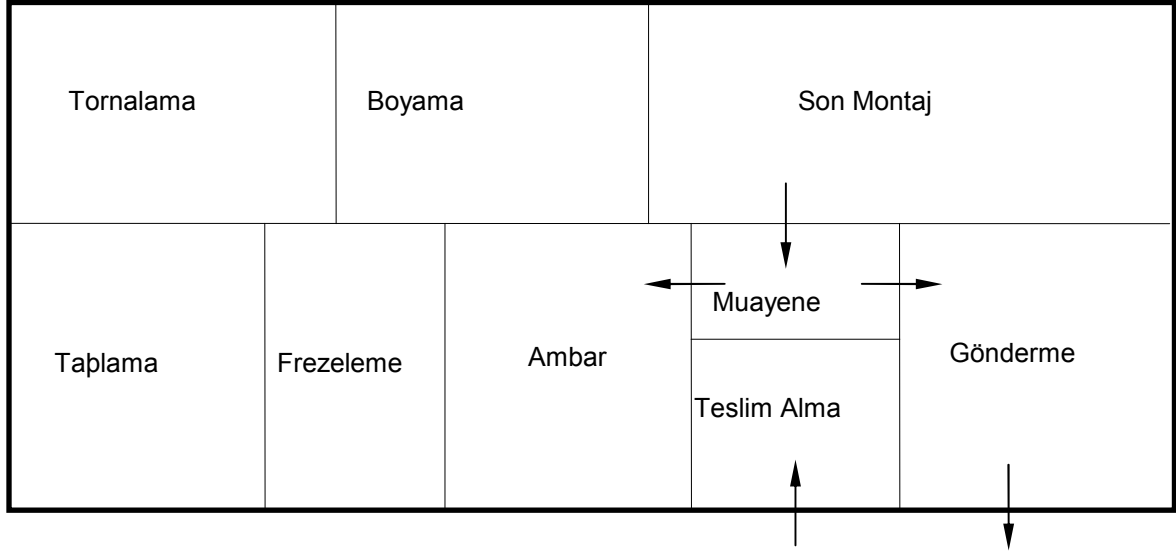 Tornalama
Boyama
Son Montaj
Muayene
Taþlama
Frezeleme
Ambar
Gönderme
Teslim Alma